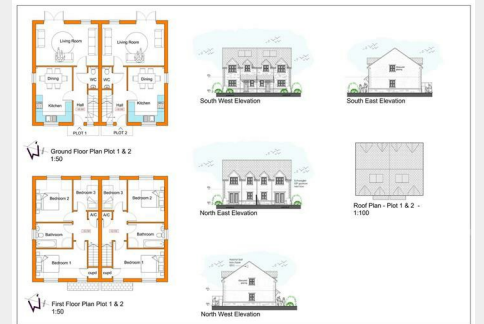 Living Room
Living Room
Dining
WC
WC
Dining
Kitchen
Hall
Hall
Kitchen
PLOT 1
PLOT 2
Ground Floor Plan Plot 1 & 2
1:50
South West Elevation
South East Elevation
Bedroom 2
Bedroom 3
Bedroom 3
Bedroom 2
A/C
A/C
Bathroom
Bathroom
Bedroom 1
cup'd
cup'd
Bedroom 1
First Floor Plan Plot 1 & 2
1:50
North East Elevation
Roof Plan - Plot 1 & 2 -
1:100
North West Elevation